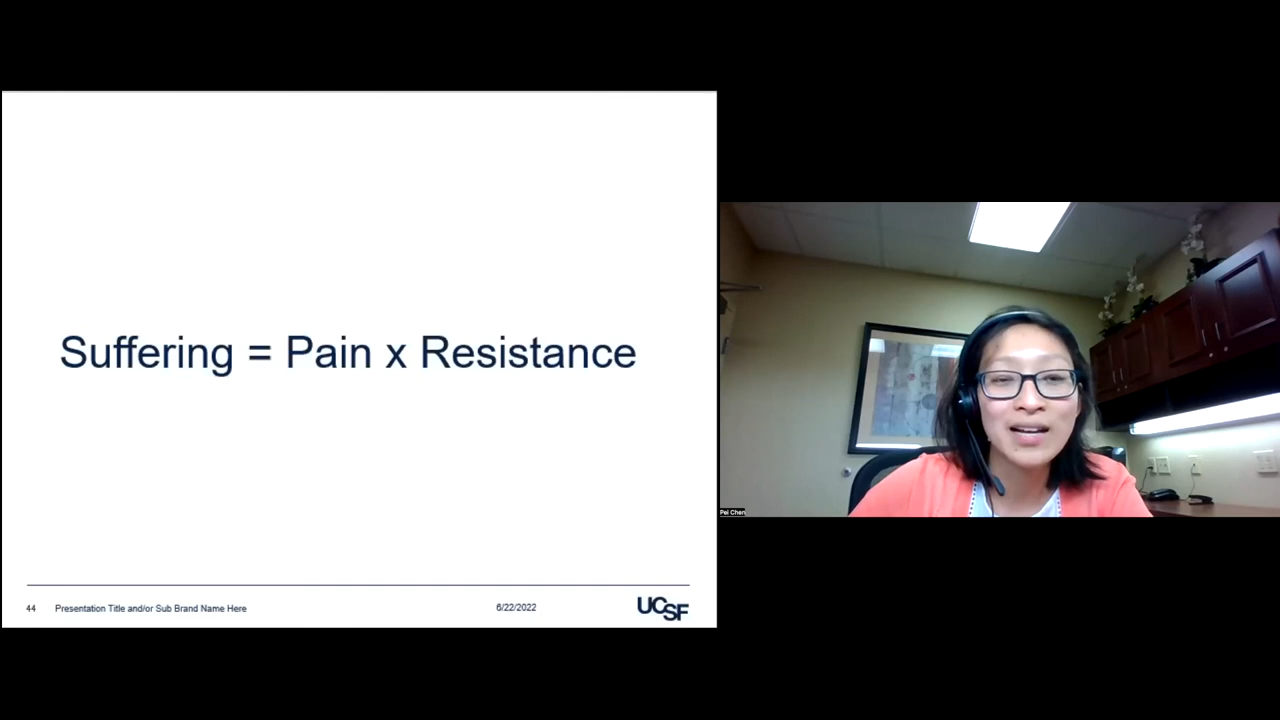 Suffering = Pain x Resistance
44 Presentation Title and/or Sub Brand Name Here 6/22/2022 UCSF
Pei Chen